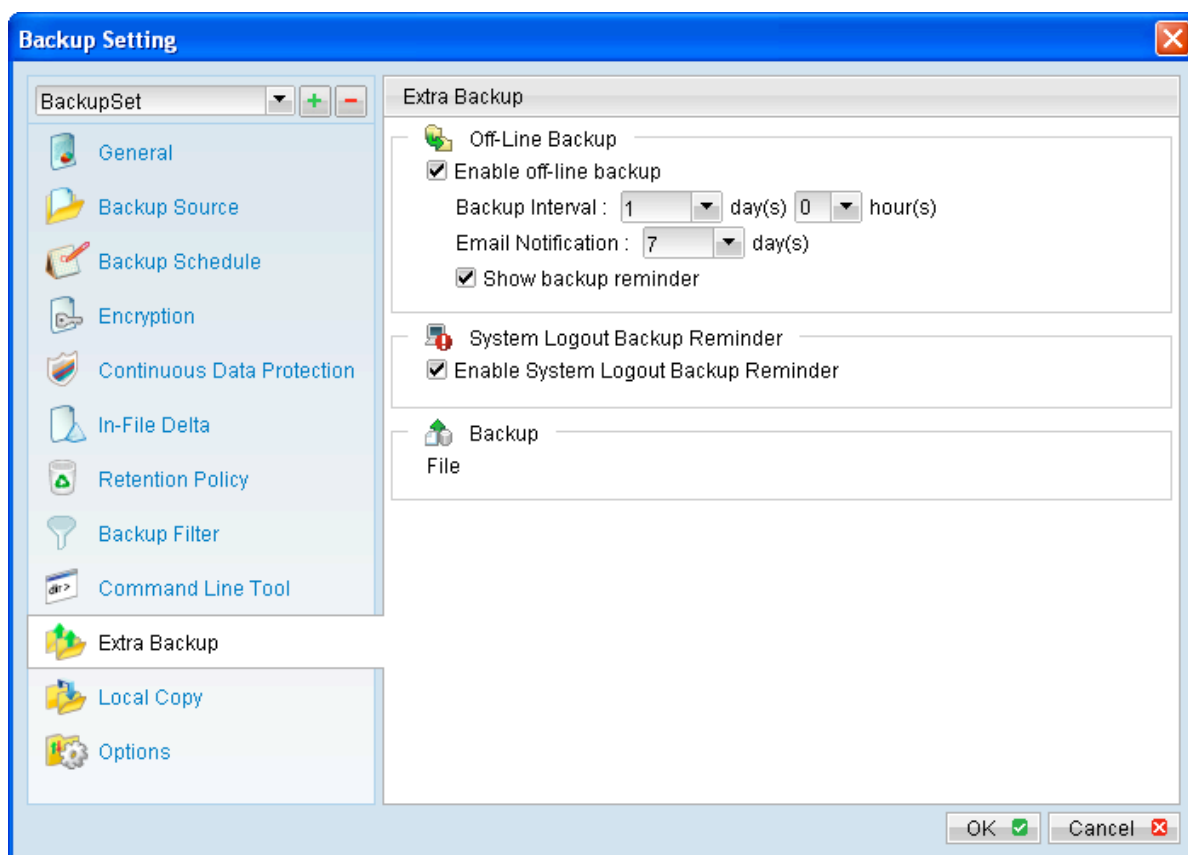 Backup Setting
BackupSet
General
Backup Source
Backup Schedule
Encryption
Continuous Data Protection
In-File Delta
Retention Policy
Backup Filter
dir>
Command Line Tool
Extra Backup
Local Copy
Options
Extra Backup
Off-Line Backup
Enable off-line backup
Backup Interval : 1 day(s) 0 hour(s)
Email Notification : 7 day(s)
Show backup reminder
System Logout Backup Reminder
Enable System Logout Backup Reminder
Backup
File
OK Cancel